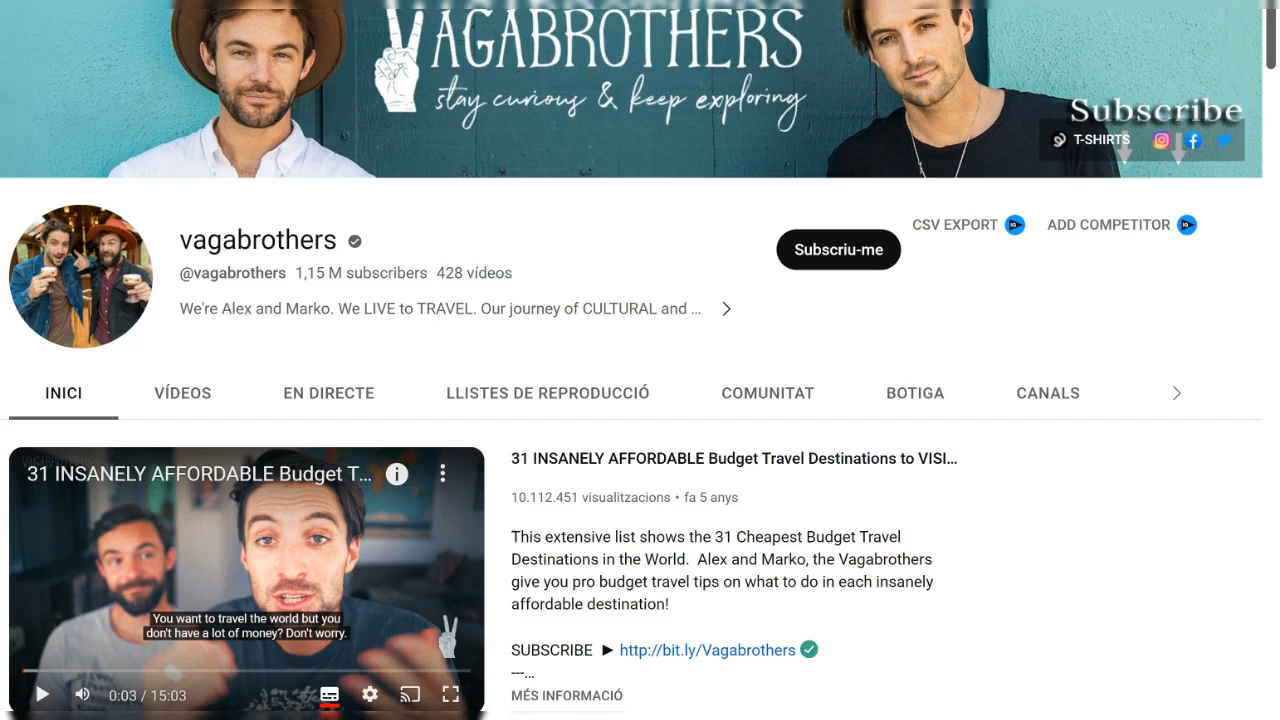 VAGABROTHERS
stay curious & keep exploring
Subscribe
T-SHIRTS
vagabrothers
@vagabrothers 1,15 M subscribers 428 vídeos
We're Alex and Marko. We LIVE to TRAVEL. Our journey of CULTURAL and ...
Subscriu-me
CSV EXPORT
ADD COMPETITOR
INICI VÍDEOS EN DIRECTE LLISTES DE REPRODUCCIÓ COMUNITAT BOTIGA CANALS
31 INSANELY AFFORDABLE Budget T...
You want to travel the world but you
don't have a lot of money? Don't worry.
0:03 / 15:03
31 INSANELY AFFORDABLE Budget Travel Destinations to VISI...
10.112.451 visualitzacions • fa 5 anys
This extensive list shows the 31 Cheapest Budget Travel
Destinations in the World. Alex and Marko, the Vagabrothers
give you pro budget travel tips on what to do in each insanely
affordable destination!
SUBSCRIBE ► http://bit.ly/Vagabrothers
---...
MÉS INFORMACIÓ